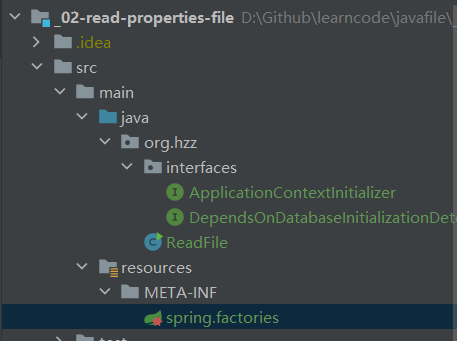 _02-read-properties-file D:\Github\learncode\javafile\_
.idea
src
main
java
org.hzz
interfaces
ApplicationContextInitializer
DependsOnDatabaseInitializationDet
ReadFile
resources
META-INF
spring.factories
test